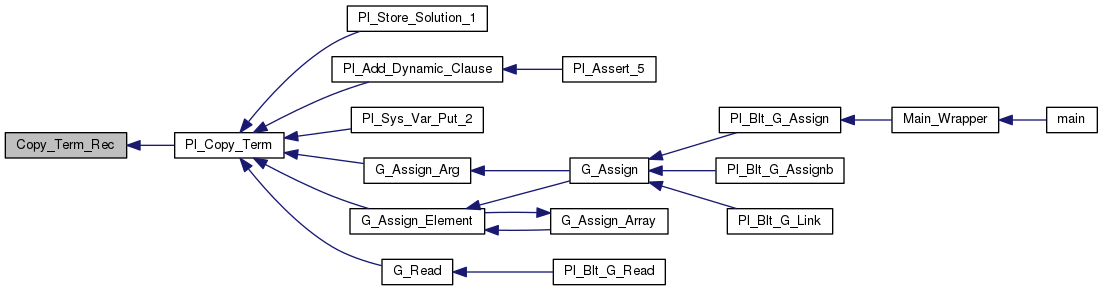 Pl_Store_Solution_1
Pl_Add_Dynamic_Clause
Pl_Assert_5
Pl_Sys_Var_Put_2
Pl_Blt_G_Assign
Main_Wrapper
main
Copy_Term_Rec
Pl_Copy_Term
G_Assign_Arg
G_Assign
Pl_Blt_G_Assignb
G_Assign_Element
G_Assign_Array
Pl_Blt_G_Link
G_Read
Pl_Blt_G_Read